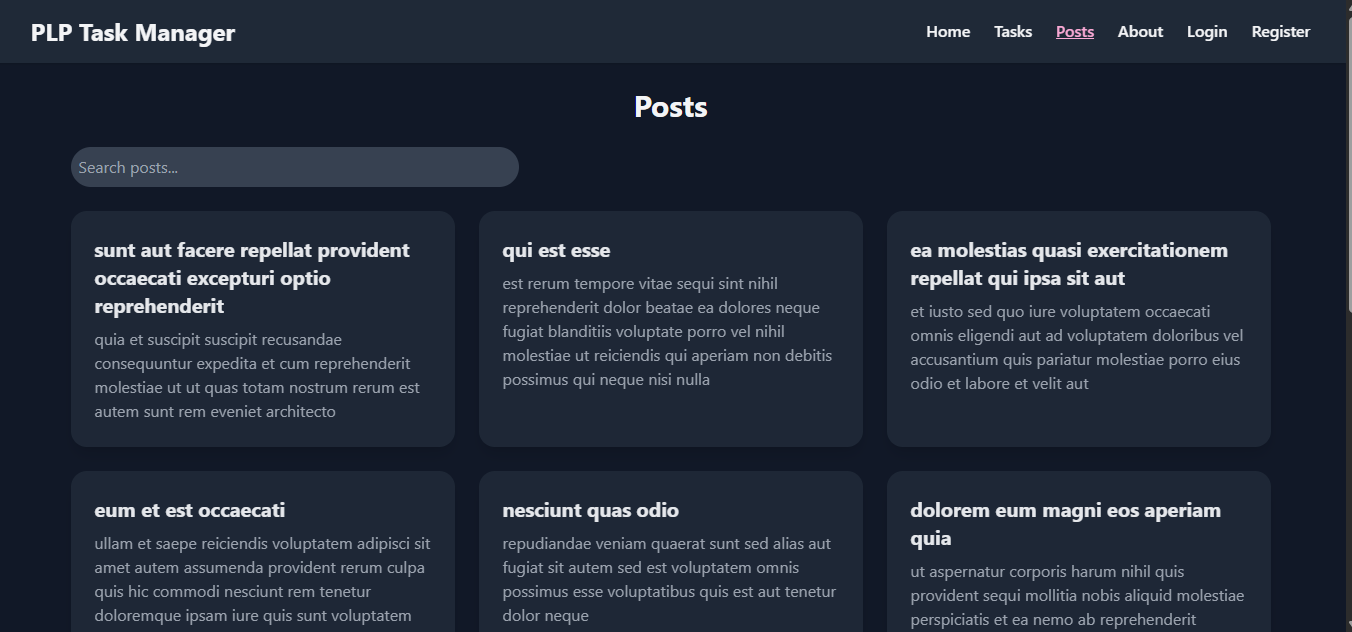 PLP Task Manager
Home Tasks Posts About Login Register
Posts
Search posts...
sunt aut facere repellat provident
occaecati excepturi optio
reprehenderit
quia et suscipit suscipit recusandae
consequuntur expedita et cum reprehenderit
molestiae ut ut quas totam nostrum rerum est
autem sunt rem eveniet architecto
qui est esse
est rerum tempore vitae sequi sint nihil
reprehenderit dolor beatae ea dolores neque
fugiat blanditiis voluptate porro vel nihil
molestiae ut reiciendis qui aperiam non debitis
possimus qui neque nisi nulla
ea molestias quasi exercitationem
repellat qui ipsa sit aut
et iusto sed quo iure voluptatem occaecati
omnis eligendi aut ad voluptatem doloribus vel
accusantium quis pariatur molestiae porro eius
odio et labore et velit aut
eum et est occaecati
ullam et saepe reiciendis voluptatem adipisci sit
amet autem assumenda provident rerum culpa
quis hic commodi nesciunt rem tenetur
doloremque ipsam iure quis sunt voluptatem
nesciunt quas odio
repudiandae veniam quaerat sunt sed alias aut
fugiat sit autem sed est voluptatem omnis
possimus esse voluptatibus quis est aut tenetur
dolor neque
dolorem eum magni eos aperiam
quia
ut aspernatur corporis harum nihil quis
provident sequi mollitia nobis aliquid molestiae
perspiciatis et ea nemo ab reprehenderit